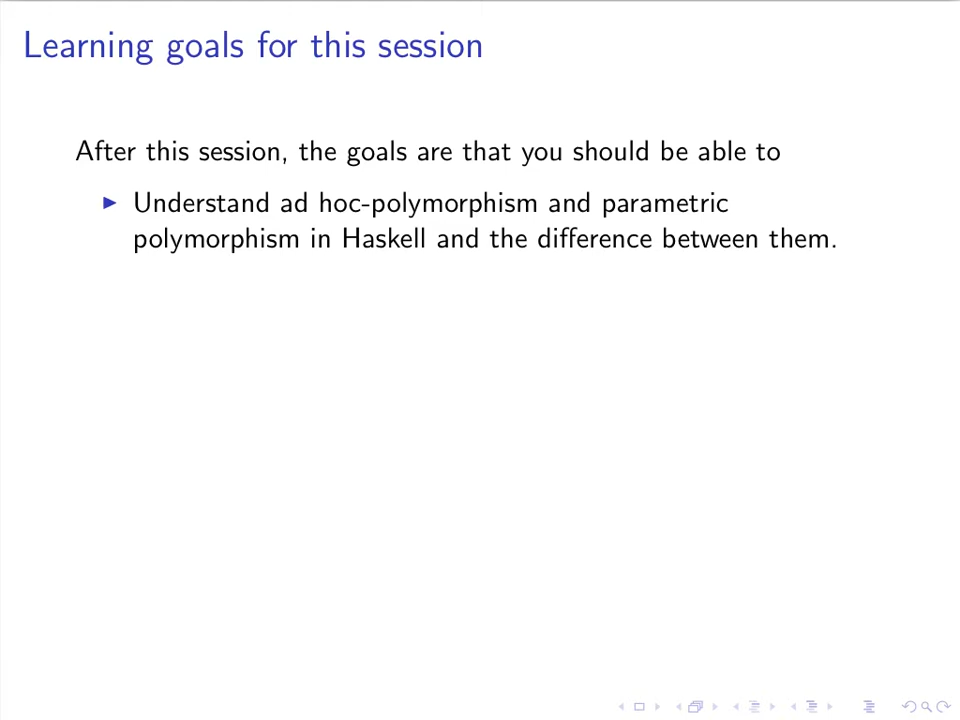 Learning goals for this session
After this session, the goals are that you should be able to
Understand ad hoc-polymorphism and parametric
polymorphism in Haskell and the difference between them.